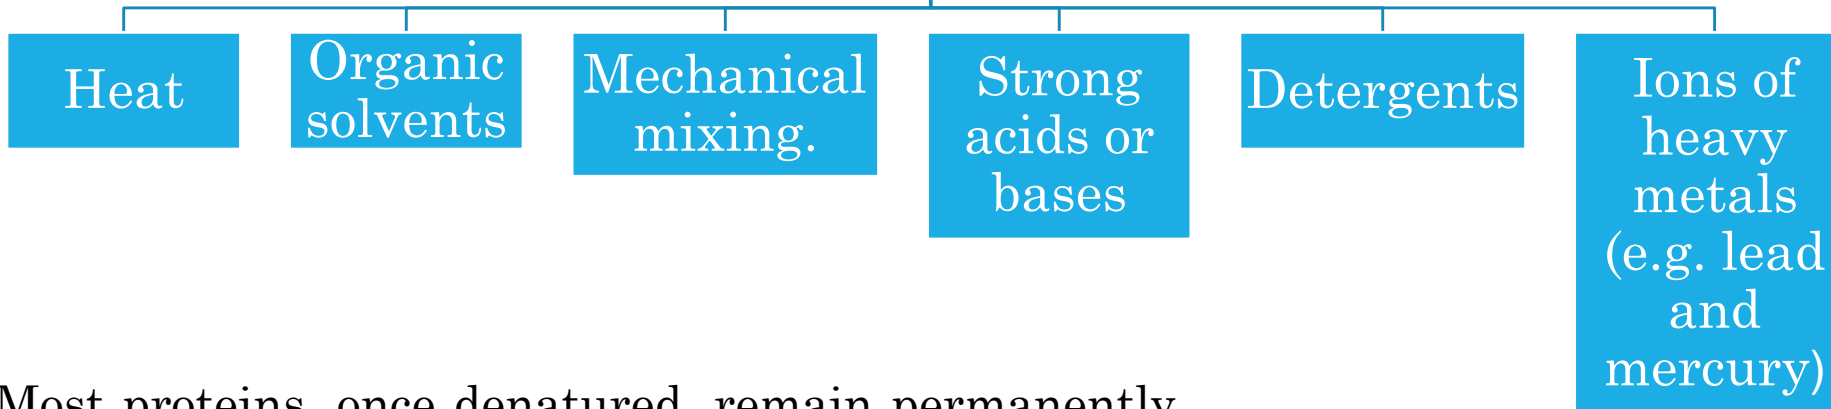 Heat
Organic
solvents
Mechanical
mixing.
Strong
acids or
bases
Detergents
Ions of
heavy
metals
(e.g. lead
and
mercury)
Most proteins, once denatured, remain permanently